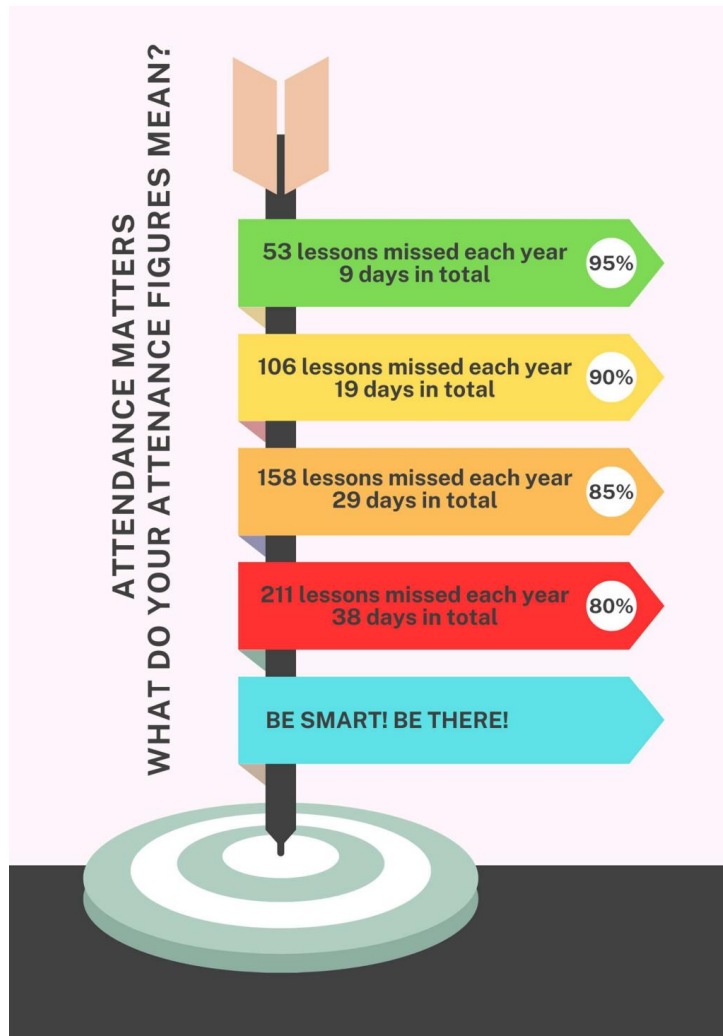 ATTENDANCE MATTERS
WHAT DO YOUR ATTENANCE FIGURES MEAN?
53 lessons missed each year
9 days in total
95%
106 lessons missed each year
19 days in total
90%
158 lessons missed each year
29 days in total
85%
211 lessons missed each year
38 days in total
80%
BE SMART! BE THERE!